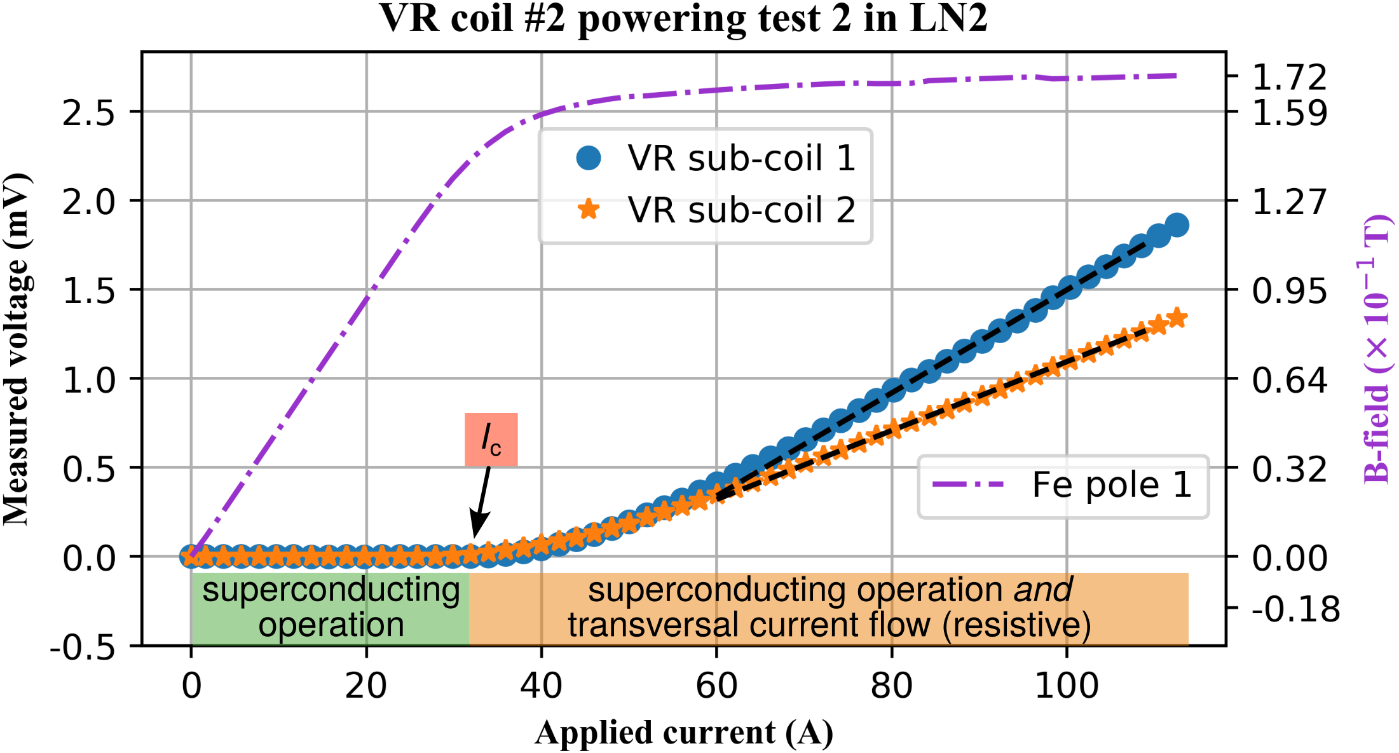 VR coil #2 powering test 2 in LN2
Measured voltage (mV)
2.5
2.0
1.5
1.0
0.5
0.0
-0.5
VR sub-coil 1
VR sub-coil 2
I c
Fe pole 1
superconducting
operation
superconducting operation and
transversal current flow (resistive)
1.72
1.59
1.27
0.95
0.64
0.32
0.00
-0.18
B-field (× 10⁻¹ T)
0 20 40 60 80 100
Applied current (A)